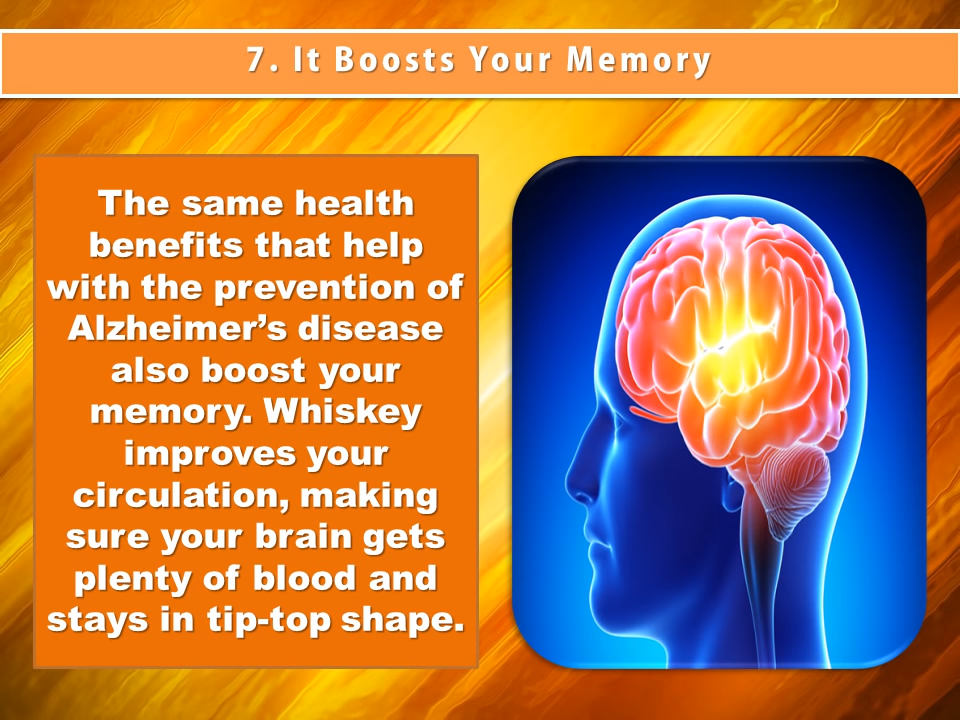 7. It Boosts Your Memory
The same health
benefits that help
with the prevention of
Alzheimer’s disease
also boost your
memory. Whiskey
improves your
circulation, making
sure your brain gets
plenty of blood and
stays in tip-top shape.